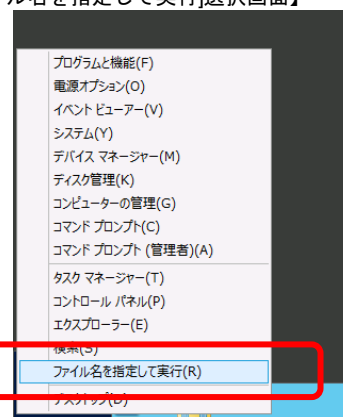 ル名を指定して実行]選択画面】
プログラムと機能(F)
電源オプション(O)
イベント ビューアー(V)
システム(Y)
デバイス マネージャー(M)
ディスク管理(K)
コンピューターの管理(G)
コマンド プロンプト(C)
コマンド プロンプト (管理者)(A)
タスク マネージャー(T)
コントロール パネル(P)
エクスプローラー(E)
検索(S)
ファイル名を指定して実行(R)
デスクトップ(D)